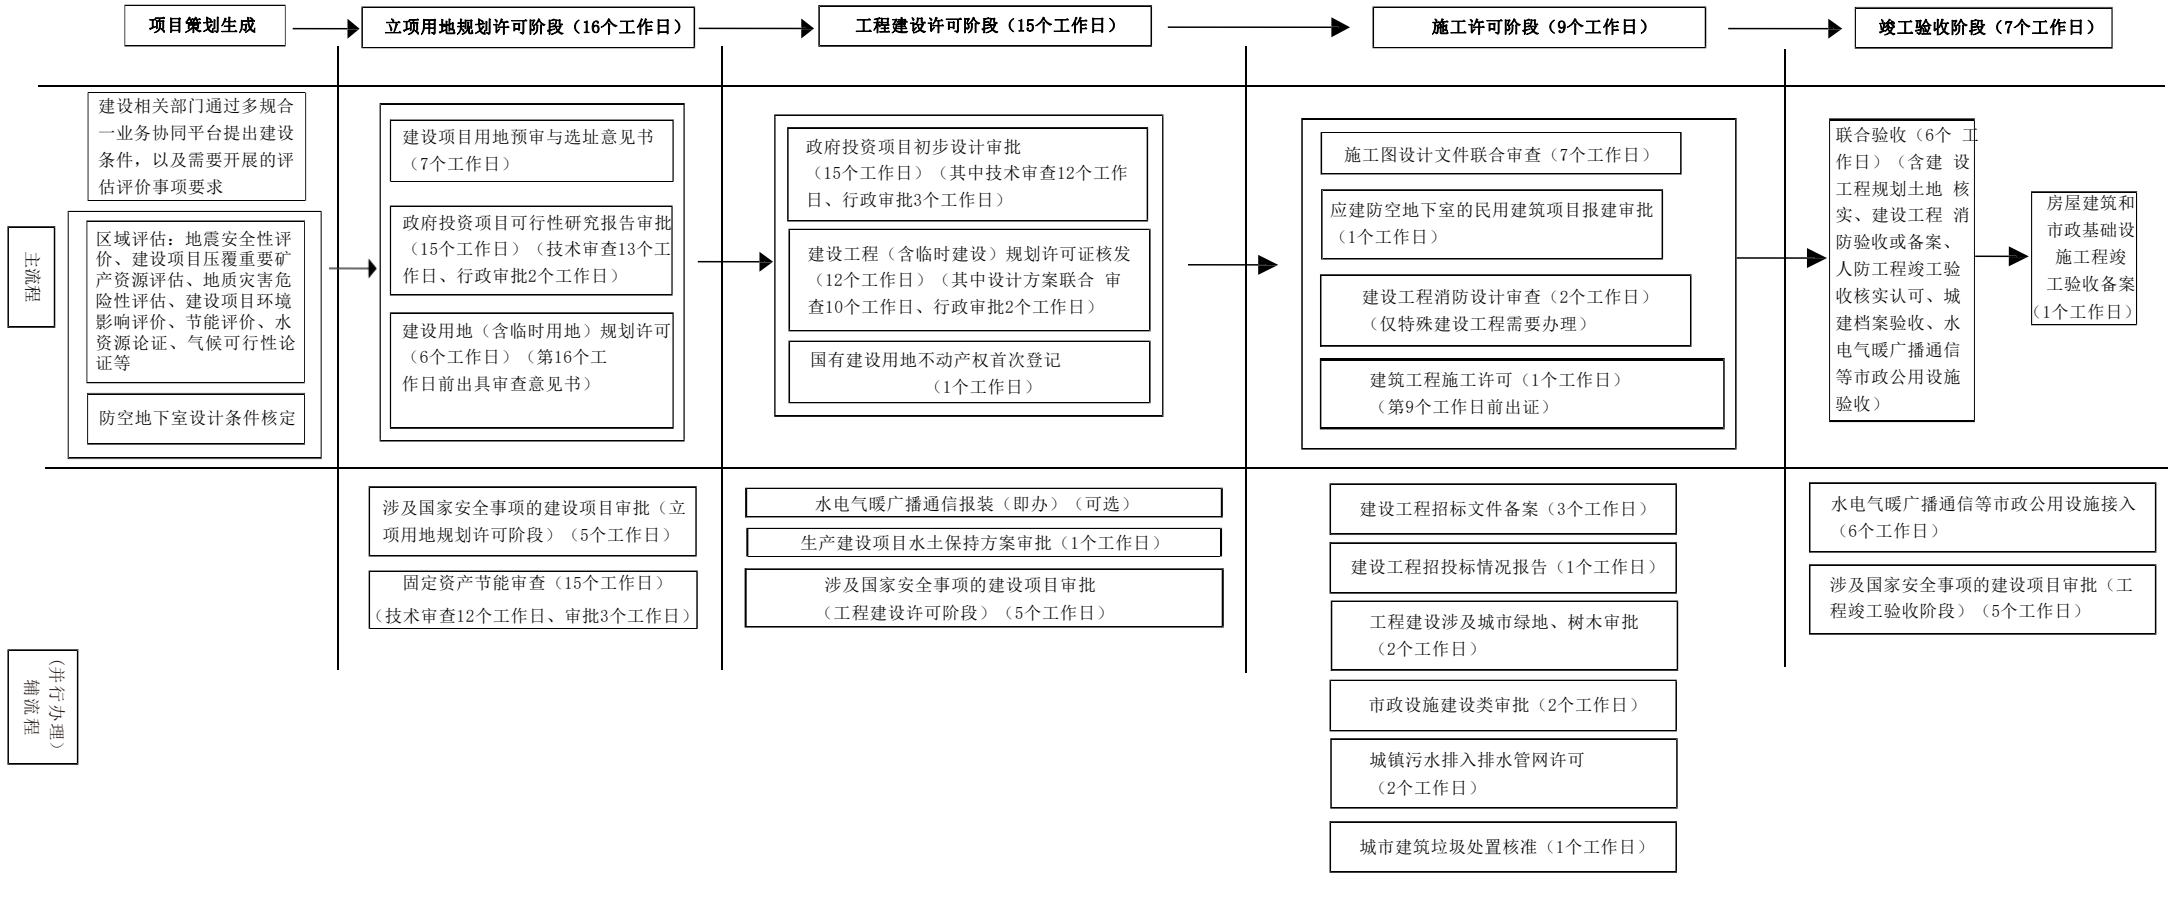 项目策划生成
立项用地规划许可阶段（16个工作日）
工程建设许可阶段（15个工作日）
施工许可阶段（9个工作日）
竣工验收阶段（7个工作日）
主流程
建设相关部门通过多规合
一业务协同平台提出建设
条件，以及需要开展的评
估评价事项要求
区域评估：地震安全性评
价、建设项目压覆重要矿
产资源评估、地质灾害危
险性评估、建设项目环境
影响评价、节能评价、水
资源论证、气候可行性论
证等
防空地下室设计条件核定
建设项目用地预审与选址意见书
（7个工作日）
政府投资项目可行性研究报告审批
（15个工作日）（技术审查13个工
作日、行政审批2个工作日）
建设用地（含临时用地）规划许可
（6个工作日）（第16个工
作日前出具审查意见书）
政府投资项目初步设计审批
（15个工作日）（其中技术审查12个工作
日、行政审批3个工作日）
建设工程（含临时建设）规划许可证核发
（12个工作日）（其中设计方案联合 审
查10个工作日、行政审批2个工作日）
国有建设用地不动产权首次登记
（1个工作日）
施工图设计文件联合审查（7个工作日）
应建防空地下室的民用建筑项目报建审批
（1个工作日）
建设工程消防设计审查（2个工作日）
（仅特殊建设工程需要办理）
建筑工程施工许可（1个工作日）
（第9个工作日前出证）
联合验收（6个 工
作日）（含建 设
工程规划土地 核
实、建设工程 消
防验收或备案、
人防工程竣工验
收核实认可、城
建档案验收、水
电气暖广播通信
等市政公用设施
验收）
房屋建筑和
市政基础设
施工程竣
工验收备案
（1个工作日）
（并行办理）
辅流程
涉及国家安全事项的建设项目审批（立
项用地规划许可阶段）（5个工作日）
固定资产节能审查（15个工作日）
（技术审查12个工作日、审批3个工作日）
水电气暖广播通信报装（即办）（可选）
生产建设项目水土保持方案审批（1个工作日）
涉及国家安全事项的建设项目审批
（工程建设许可阶段）（5个工作日）
建设工程招标文件备案（3个工作日）
建设工程招投标情况报告（1个工作日）
工程建设涉及城市绿地、树木审批
（2个工作日）
市政设施建设类审批（2个工作日）
城镇污水排入排水管网许可
（2个工作日）
城市建筑垃圾处置核准（1个工作日）
水电气暖广播通信等市政公用设施接入
（6个工作日）
涉及国家安全事项的建设项目审批（工
程竣工验收阶段）（5个工作日）